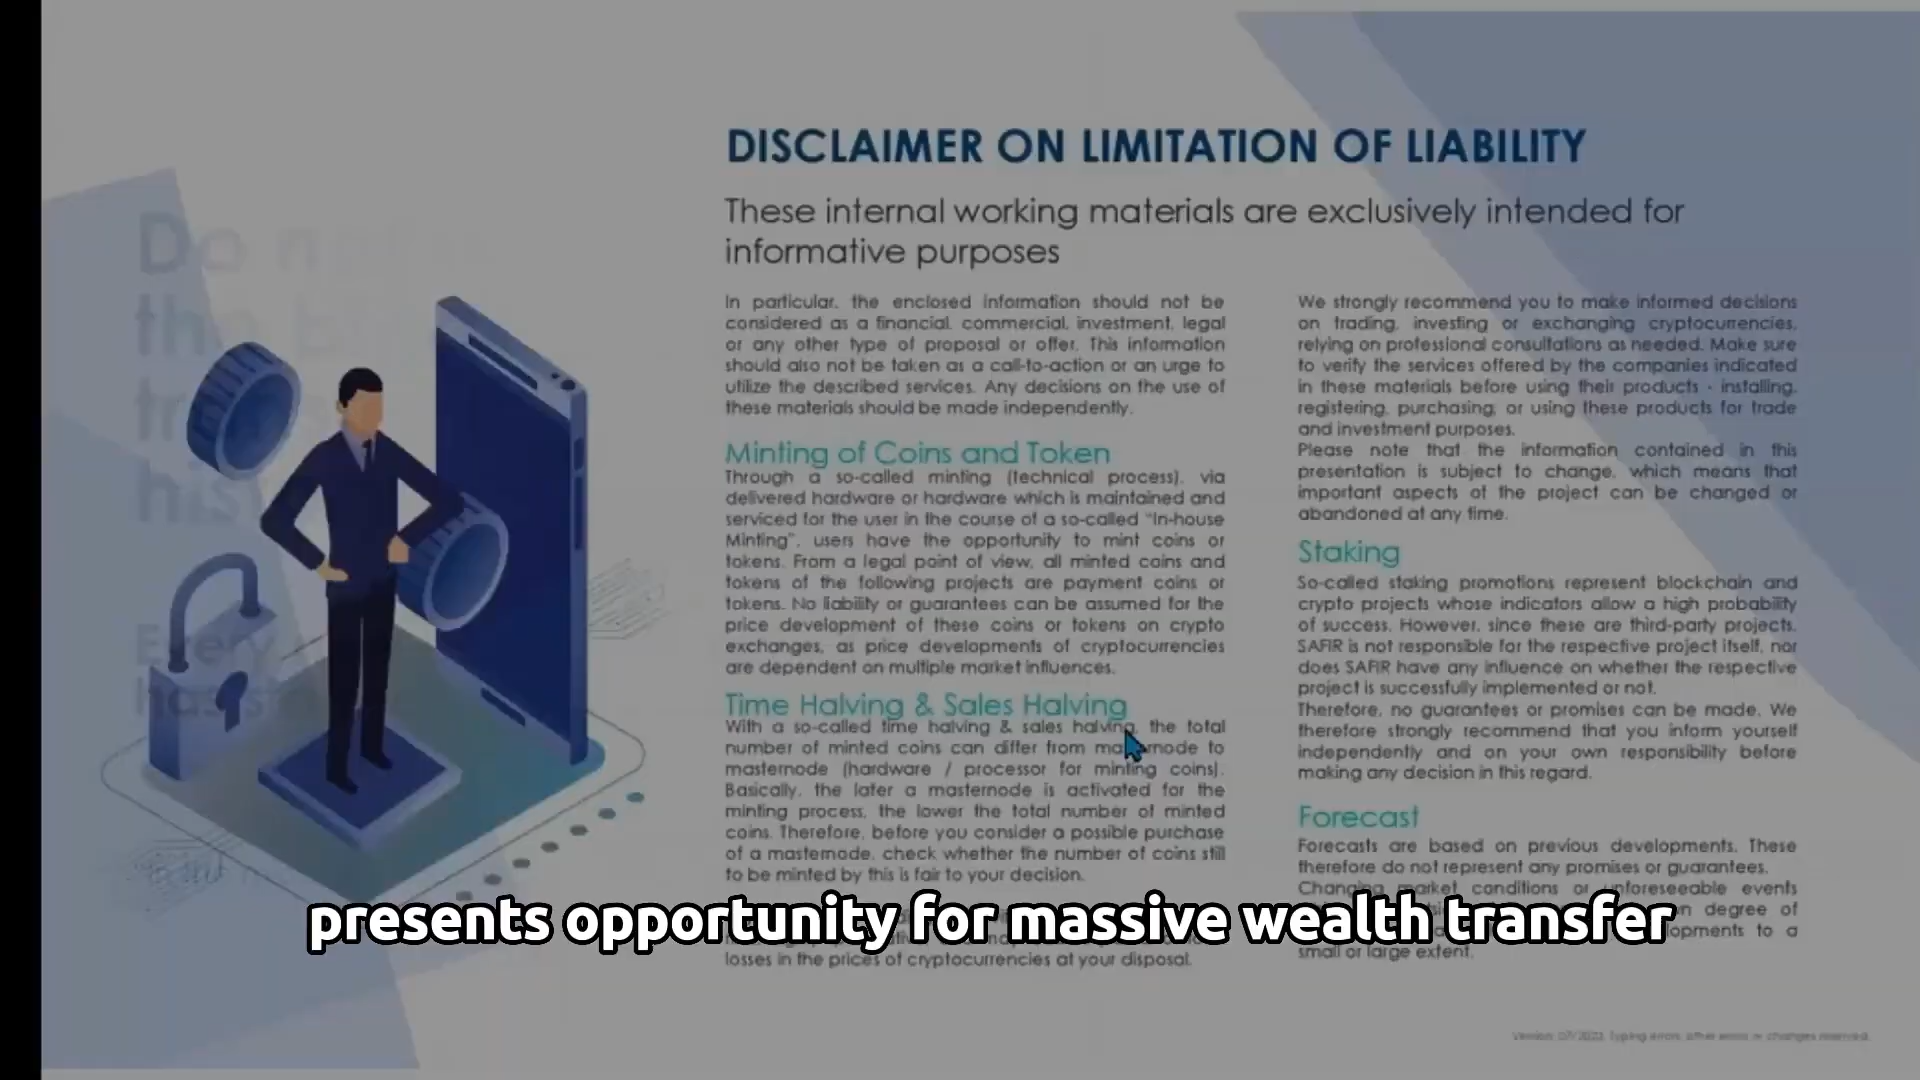 DISCLAIMER ON LIMITATION OF LIABILITY
These internal working materials are exclusively intended for
informative purposes
In particular, the enclosed information should not be
considered as a financial, commercial, investment, legal
or any other type of proposal or offer. This information
should also not be taken as a call-to-action or an urge to
utilize the described services. Any decisions on the use of
these materials should be made independently.
Minting of Coins and Token
Through a so-called minting (technical process), via
delivered hardware or hardware which is maintained and
serviced for the user in the course of a so-called "In-house
Minting", users have the opportunity to mint coins or
tokens. From a legal point of view, all minted coins and
tokens of the following projects are payment coins or
tokens. No liability or guarantees can be assumed for the
price development of these coins or tokens on crypto
exchanges, as price developments of cryptocurrencies
are dependent on multiple market influences.
Time Halving & Sales Halving
With a so-called time halving & sales halving, the total
number of minted coins can differ from to
masternode (hardware / processor for minting coins).
Basically, the later a masternode is activated for the
minting process, the lower the total number of minted
coins. Therefore, before you consider a possible purchase
of a masternode, check whether the number of coins still
to be minted by this is fair to your decision.
losses in the prices of cryptocurrencies at your disposal.
We strongly recommend you to make informed decisions
on trading, investing or exchanging cryptocurrencies,
relying on professional consultations as needed. Make sure
to verify the services offered by the companies indicated
in these materials before using their products - installing,
registering, purchasing, or using these products for trade
and investment purposes.
Please note that the information contained in this
presentation is subject to change, which means that
important aspects of the project can be changed or
abandoned at any time.
Staking
So-called staking promotions represent blockchain and
crypto projects whose indicators allow a high probability
of success. However, since these are third-party projects,
SAFIR is not responsible for the respective project itself, nor
does SAFIR have any influence on whether the respective
project is successfully implemented or not.
Therefore, no guarantees or promises can be made. We
therefore strongly recommend that you inform yourself
independently and on your own responsibility before
making any decision in this regard.
Forecast
Forecasts are based on previous developments. These
therefore do not represent any promises or guarantees.
Changing market conditions or unforeseeable events
degree of
to a
small or large extent.
presents opportunity for massive wealth transfer
Version: 07/2023. Typing errors, other errors or changes reserved.